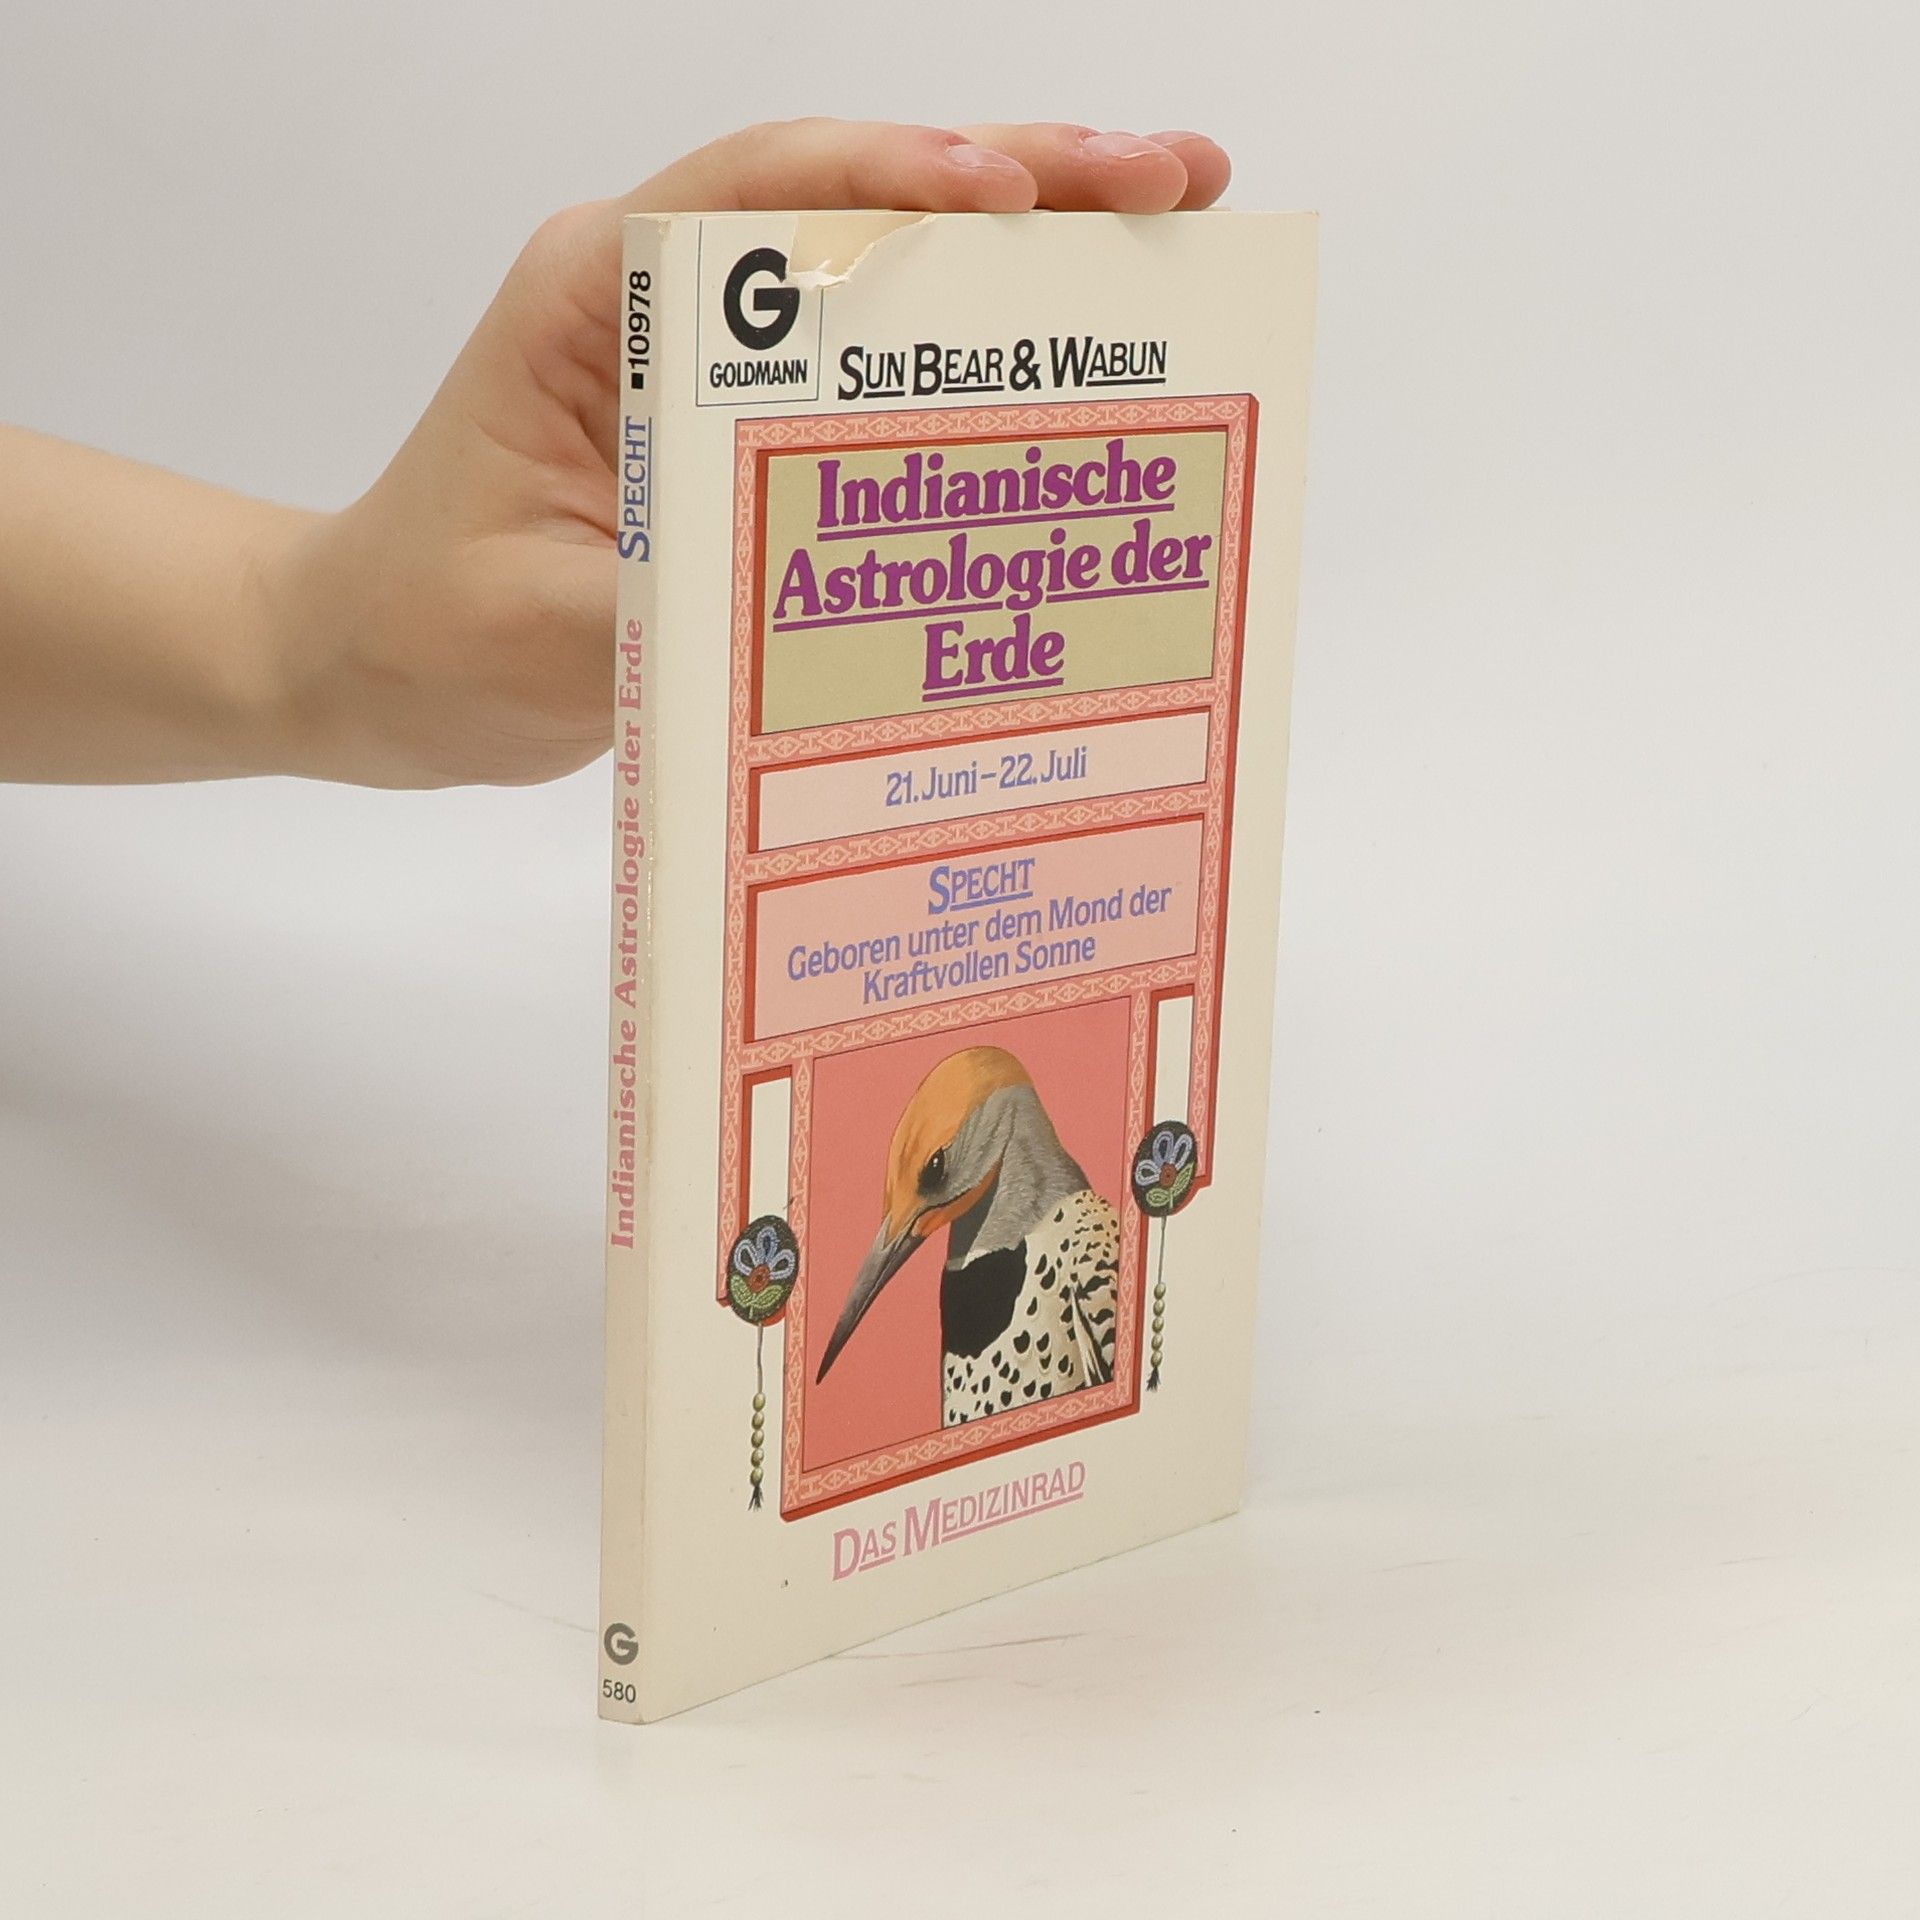 G
GOLDMANN
SUN BEAR & WABUN
Indianische
Astrologie der
Erde
21. Juni – 22. Juli
SPECHT
Geboren unter dem Mond der
Kraftvollen Sonne
DAS MEDIZINRAD
Indianische Astrologie der Erde SPECHT ■10978
G
580